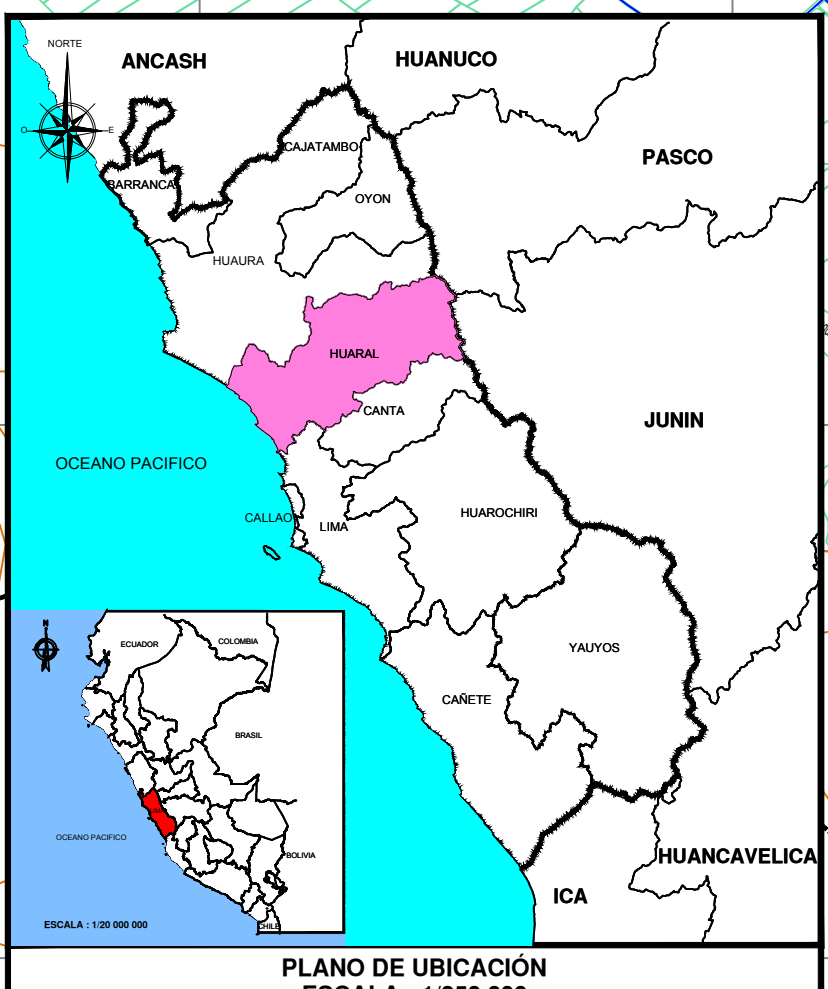 NORTE
ANCASH
HUANUCO
O
E
CAJATAMBO
PASCO
BARRANCA
OYON
HUAURA
HUARAL
CANTA
JUNIN
OCEANO PACIFICO
CALLAO
LIMA
HUAROCHIRI
YAUYOS
CAÑETE
N
ECUADOR
COLOMBIA
BRASIL
OCEANO PACIFICO
BOLIVIA
ESCALA : 1/20 000 000
CHILE
HUANCAVELICA
ICA
PLANO DE UBICACIÓN
ESCALA